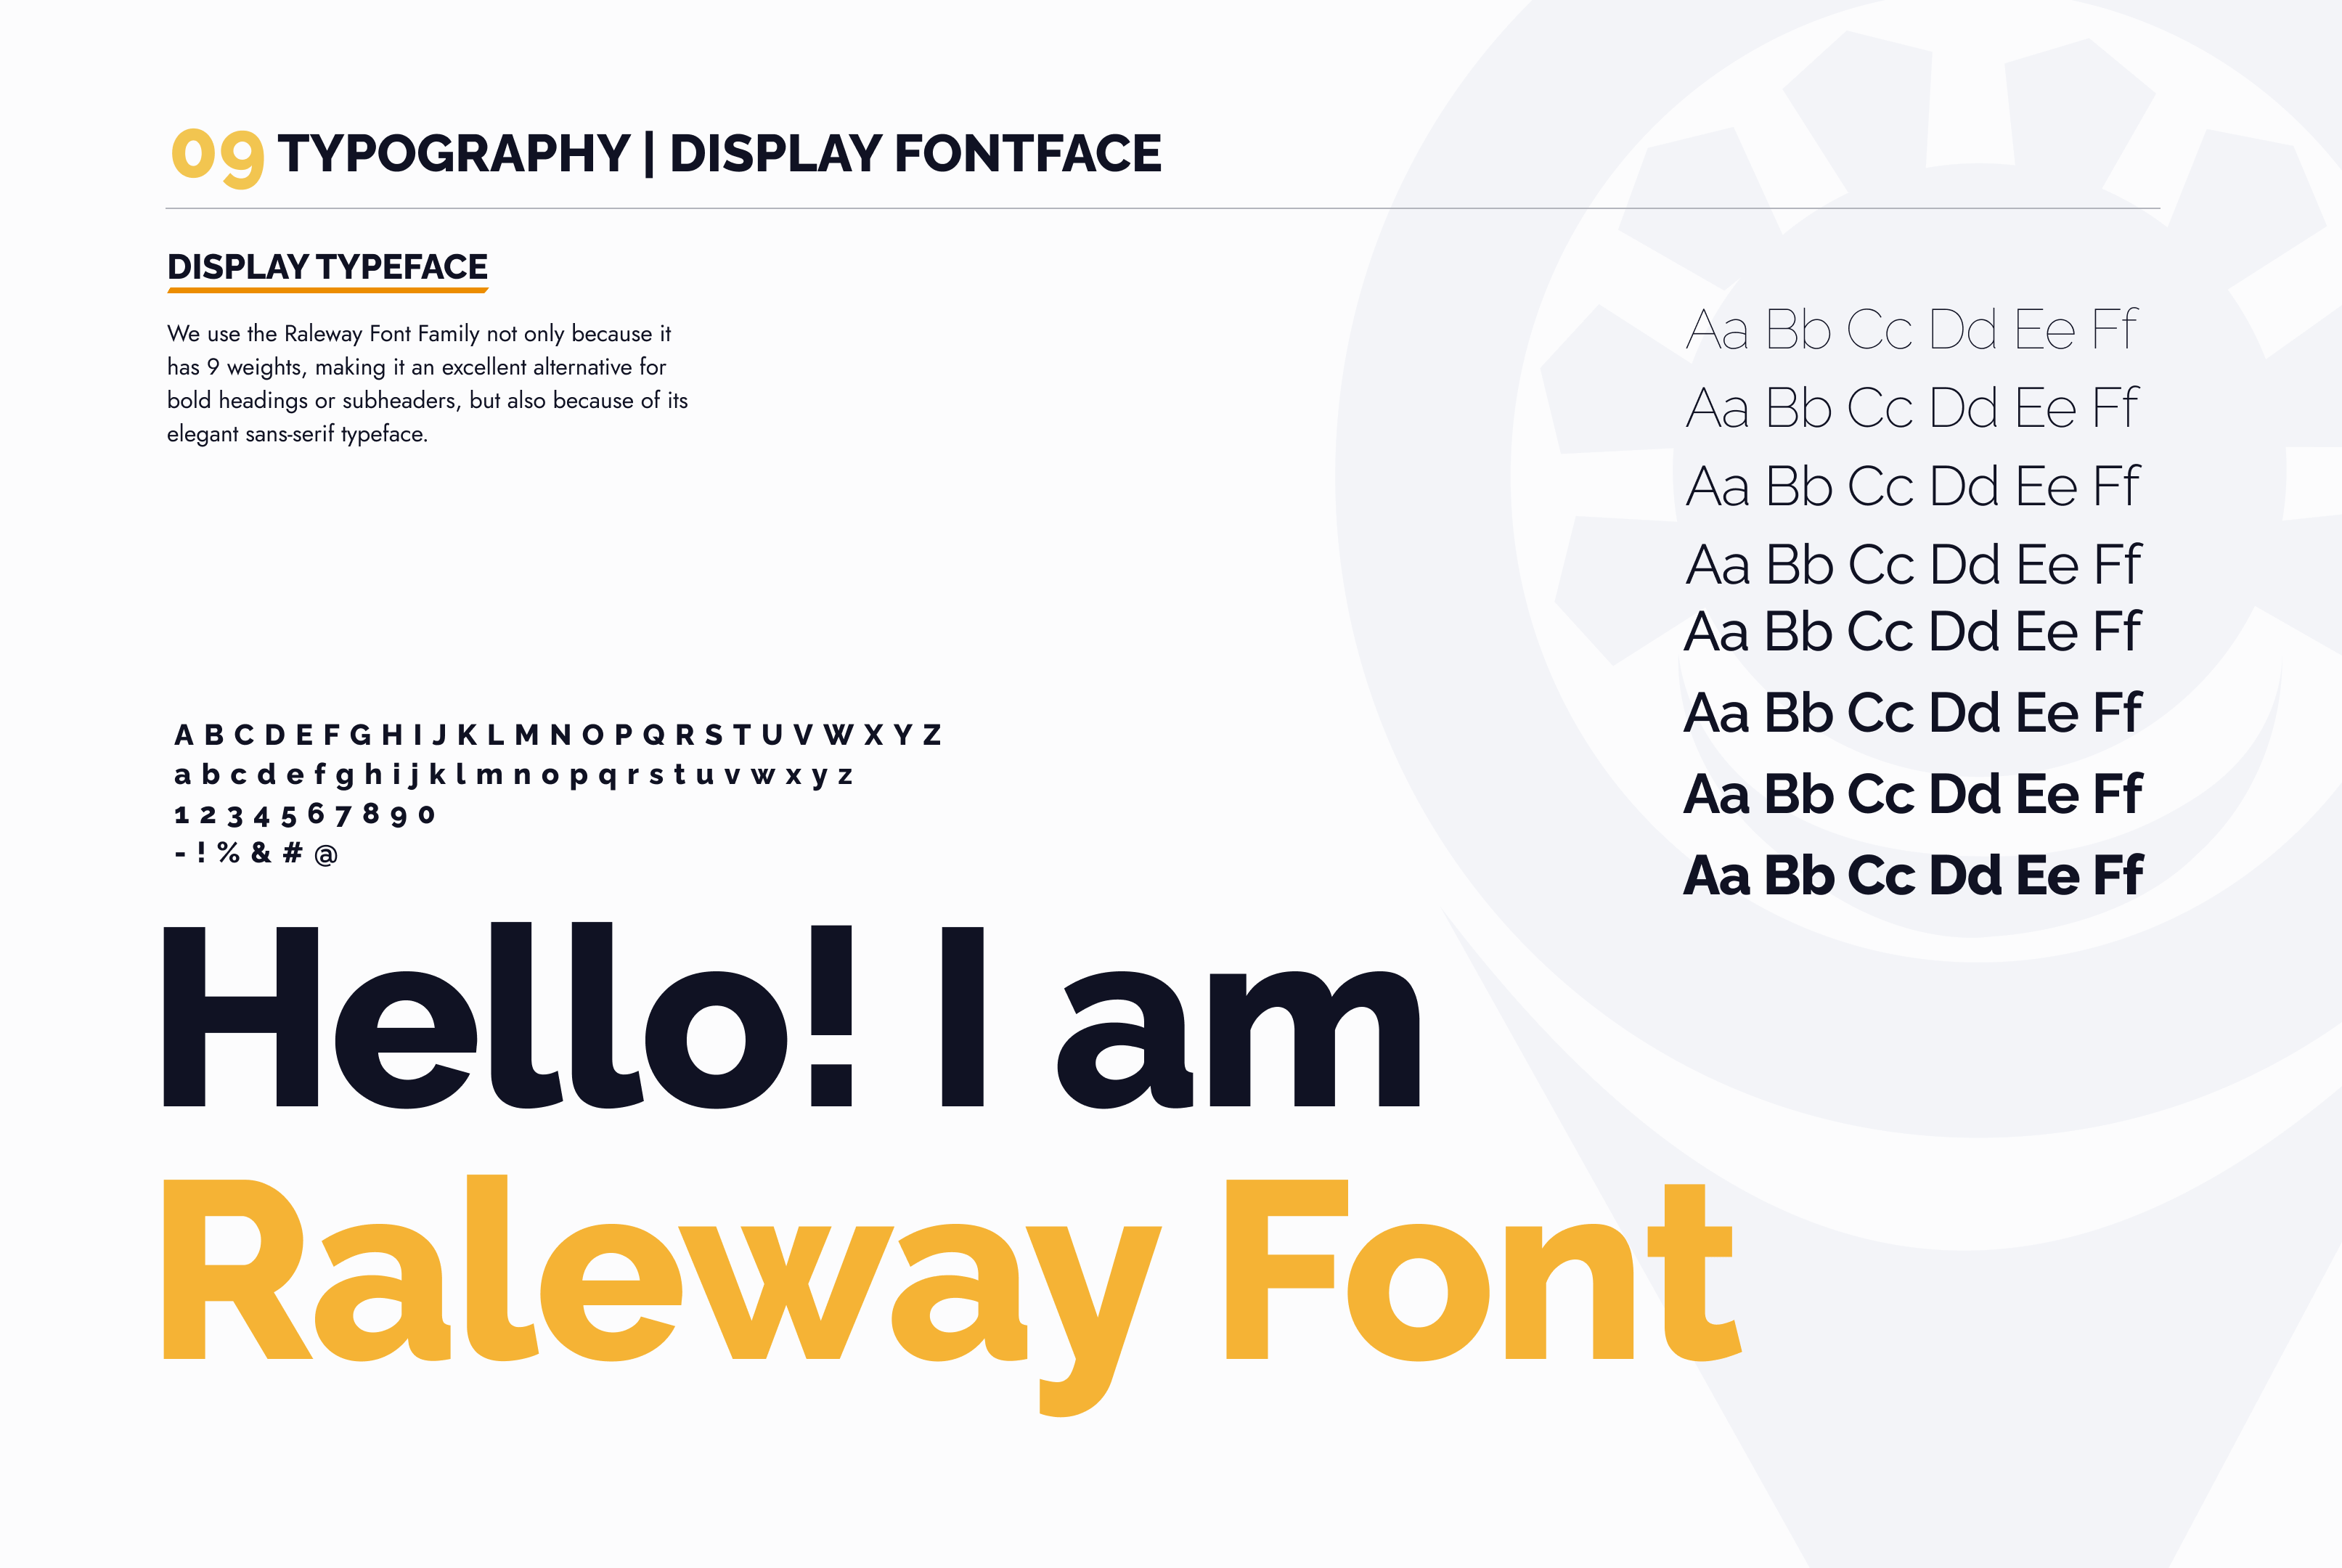 09 TYPOGRAPHY | DISPLAY FONTFACE
DISPLAY TYPEFACE
We use the Raleway Font Family not only because it
has 9 weights, making it an excellent alternative for
bold headings or subheaders, but also because of its
elegant sans-serif typeface.
Aa Bb Cc Dd Ee Ff
Aa Bb Cc Dd Ee Ff
Aa Bb Cc Dd Ee Ff
Aa Bb Cc Dd Ee Ff
Aa Bb Cc Dd Ee Ff
Aa Bb Cc Dd Ee Ff
Aa Bb Cc Dd Ee Ff
Aa Bb Cc Dd Ee Ff
A B C D E F G H I J K L M N O P Q R S T U V W X Y Z
a b c d e f g h i j k l m n o p q r s t u v w x y z
1 2 3 4 5 6 7 8 9 0
- ! % & # @
Hello! I am
Raleway Font